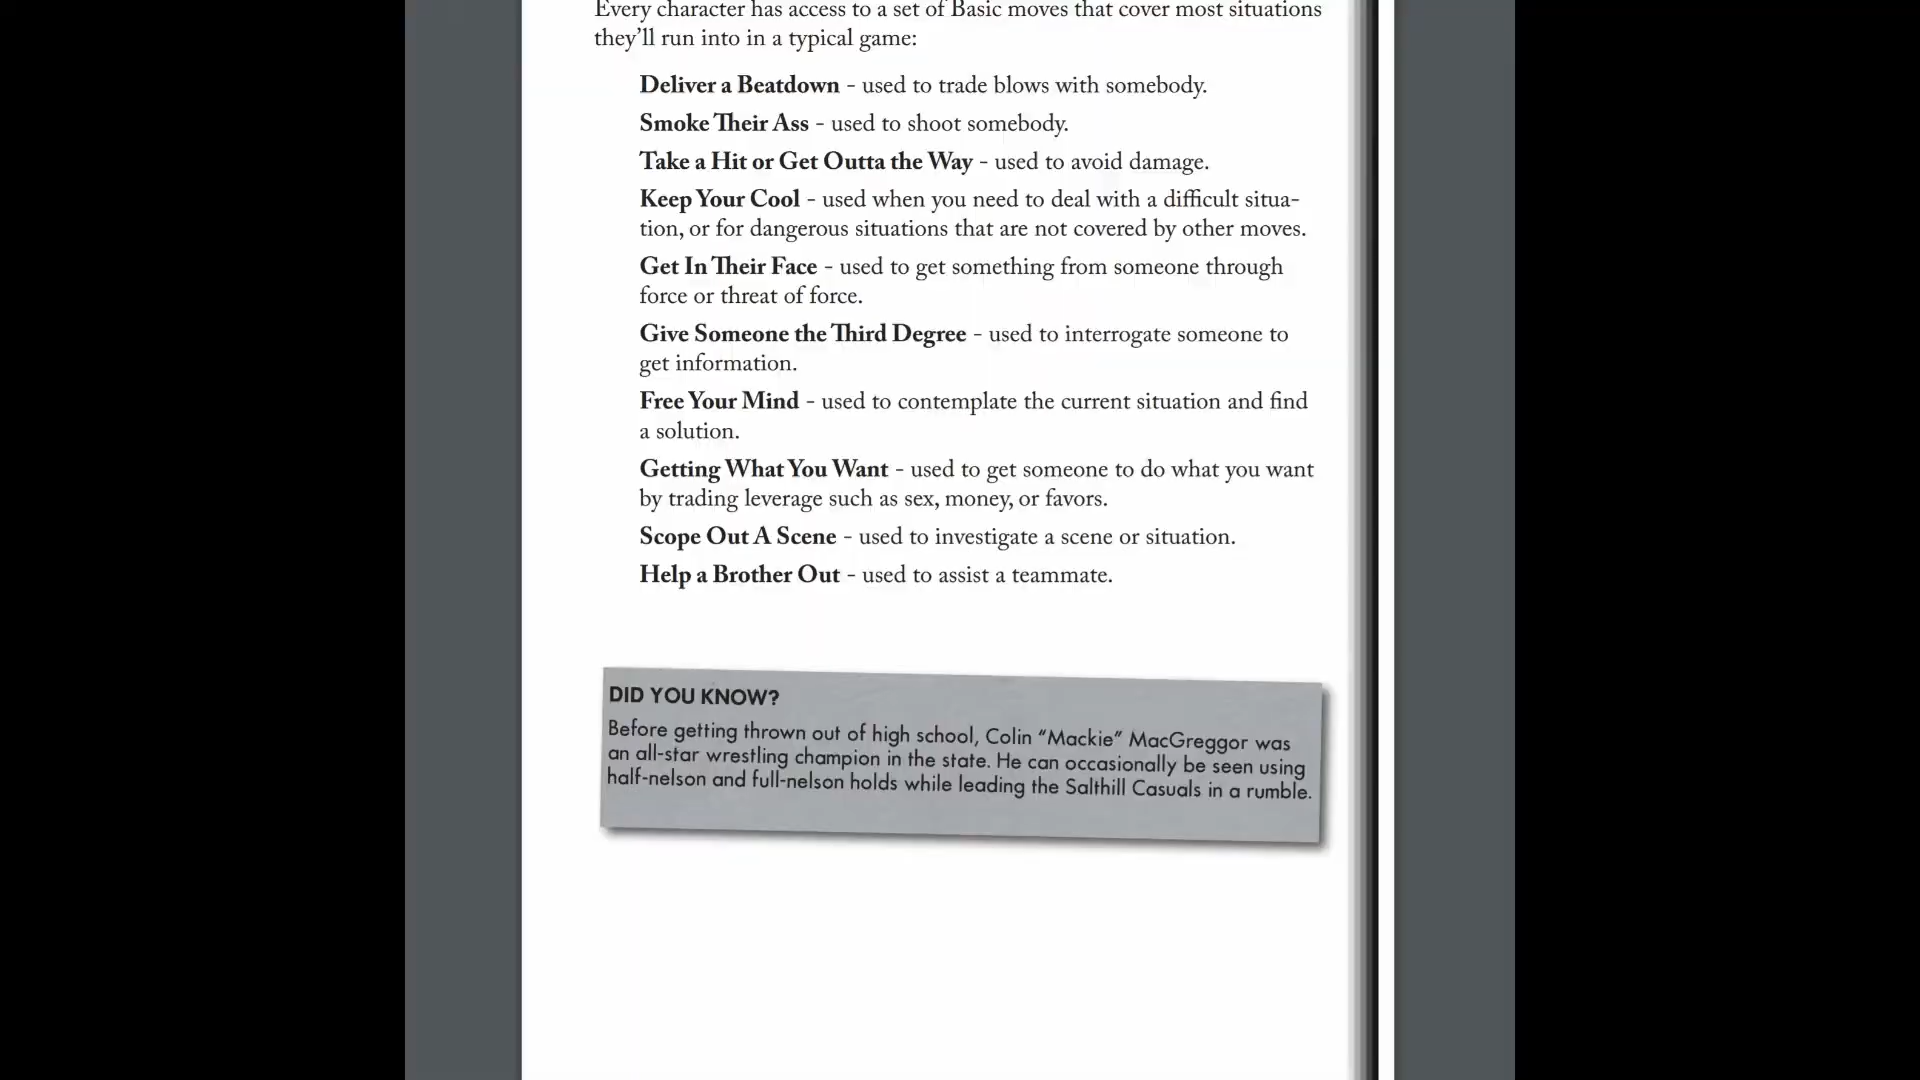 Every character has access to a set of Basic moves that cover most situations
they’ll run into in a typical game:
Deliver a Beatdown - used to trade blows with somebody.
Smoke Their Ass - used to shoot somebody.
Take a Hit or Get Outta the Way - used to avoid damage.
Keep Your Cool - used when you need to deal with a difficult situa-
tion, or for dangerous situations that are not covered by other moves.
Get In Their Face - used to get something from someone through
force or threat of force.
Give Someone the Third Degree - used to interrogate someone to
get information.
Free Your Mind - used to contemplate the current situation and find
a solution.
Getting What You Want - used to get someone to do what you want
by trading leverage such as sex, money, or favors.
Scope Out A Scene - used to investigate a scene or situation.
Help a Brother Out - used to assist a teammate.
DID YOU KNOW?
Before getting thrown out of high school, Colin “Mackie” MacGreggor was
an all-star wrestling champion in the state. He can occasionally be seen using
half-nelson and full-nelson holds while leading the Salthill Casuals in a rumble.